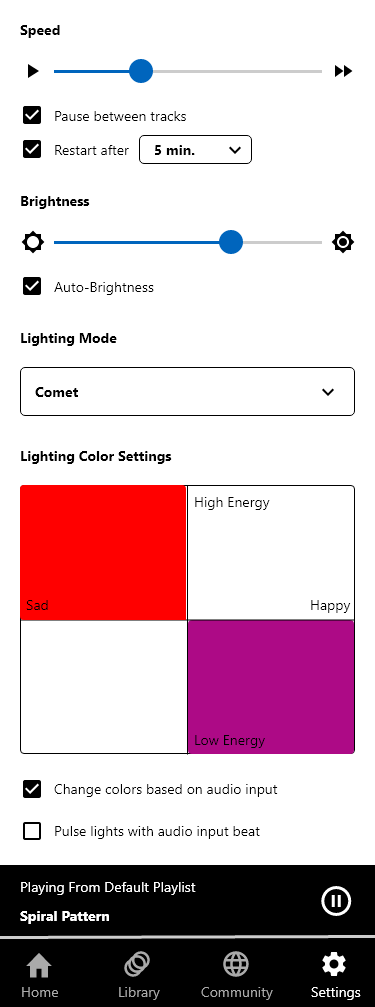 Speed
Pause between tracks
Restart after 5 min.
Brightness
Auto-Brightness
Lighting Mode
Comet
Lighting Color Settings
High Energy
Sad
Happy
Low Energy
Change colors based on audio input
Pulse lights with audio input beat
Playing From Default Playlist
Spiral Pattern
Home Library Community Settings